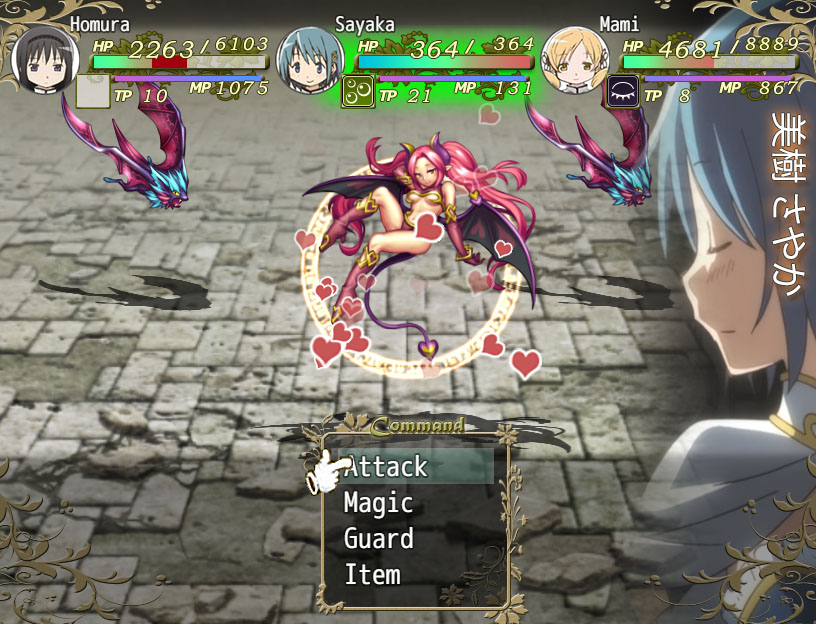 Homura
HP 2263/6103
TP 10 MP 1075
Sayaka
HP 364/364
TP 21 MP 131
Mami
HP 4681/8889
TP 8 MP 867
美樹 さやか
Command
Attack
Magic
Guard
Item